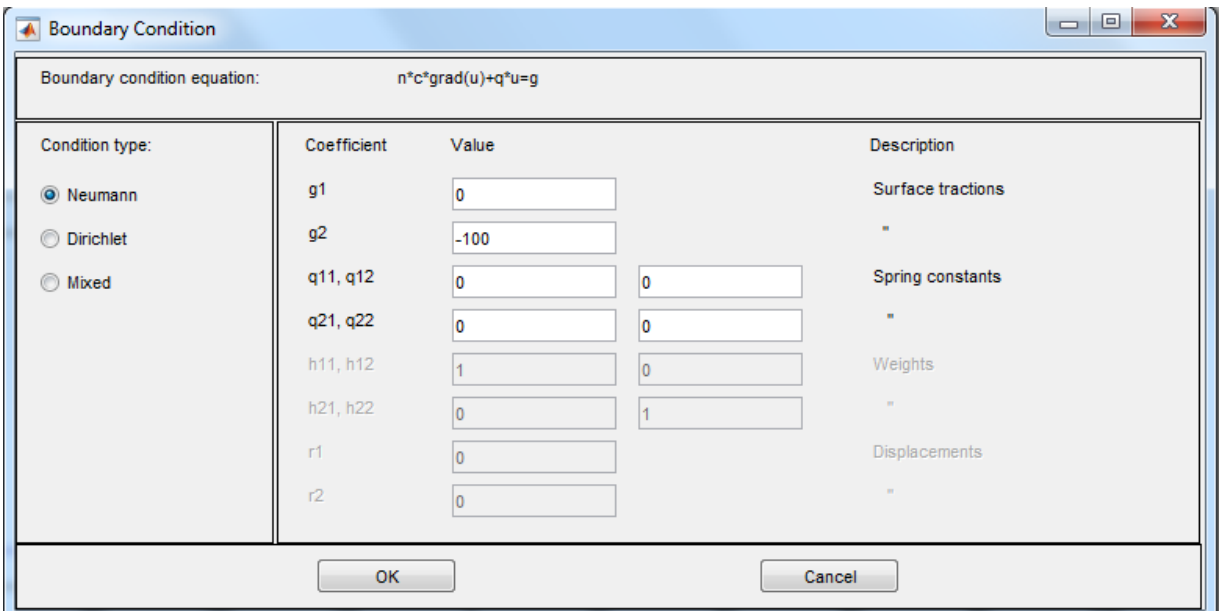 Boundary Condition
Boundary condition equation: n*c*grad(u)+q*u=g
Condition type:
Neumann
Dirichlet
Mixed
Coefficient Value Description
g1 0 Surface tractions
g2 -100 "
q11, q12 0 0 Spring constants
q21, q22 0 0 "
h11, h12 1 0 Weights
h21, h22 0 1 "
r1 0 Displacements
r2 0 "
OK Cancel